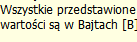 Wszystkie przedstawione
wartości są w Bajtach [B]